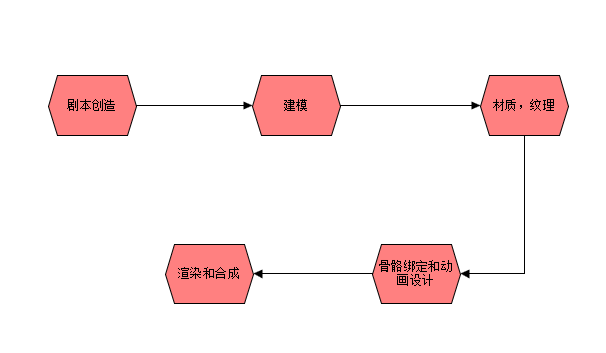 剧本创造
建模
材质，纹理
骨骼绑定和动
画设计
渲染和合成